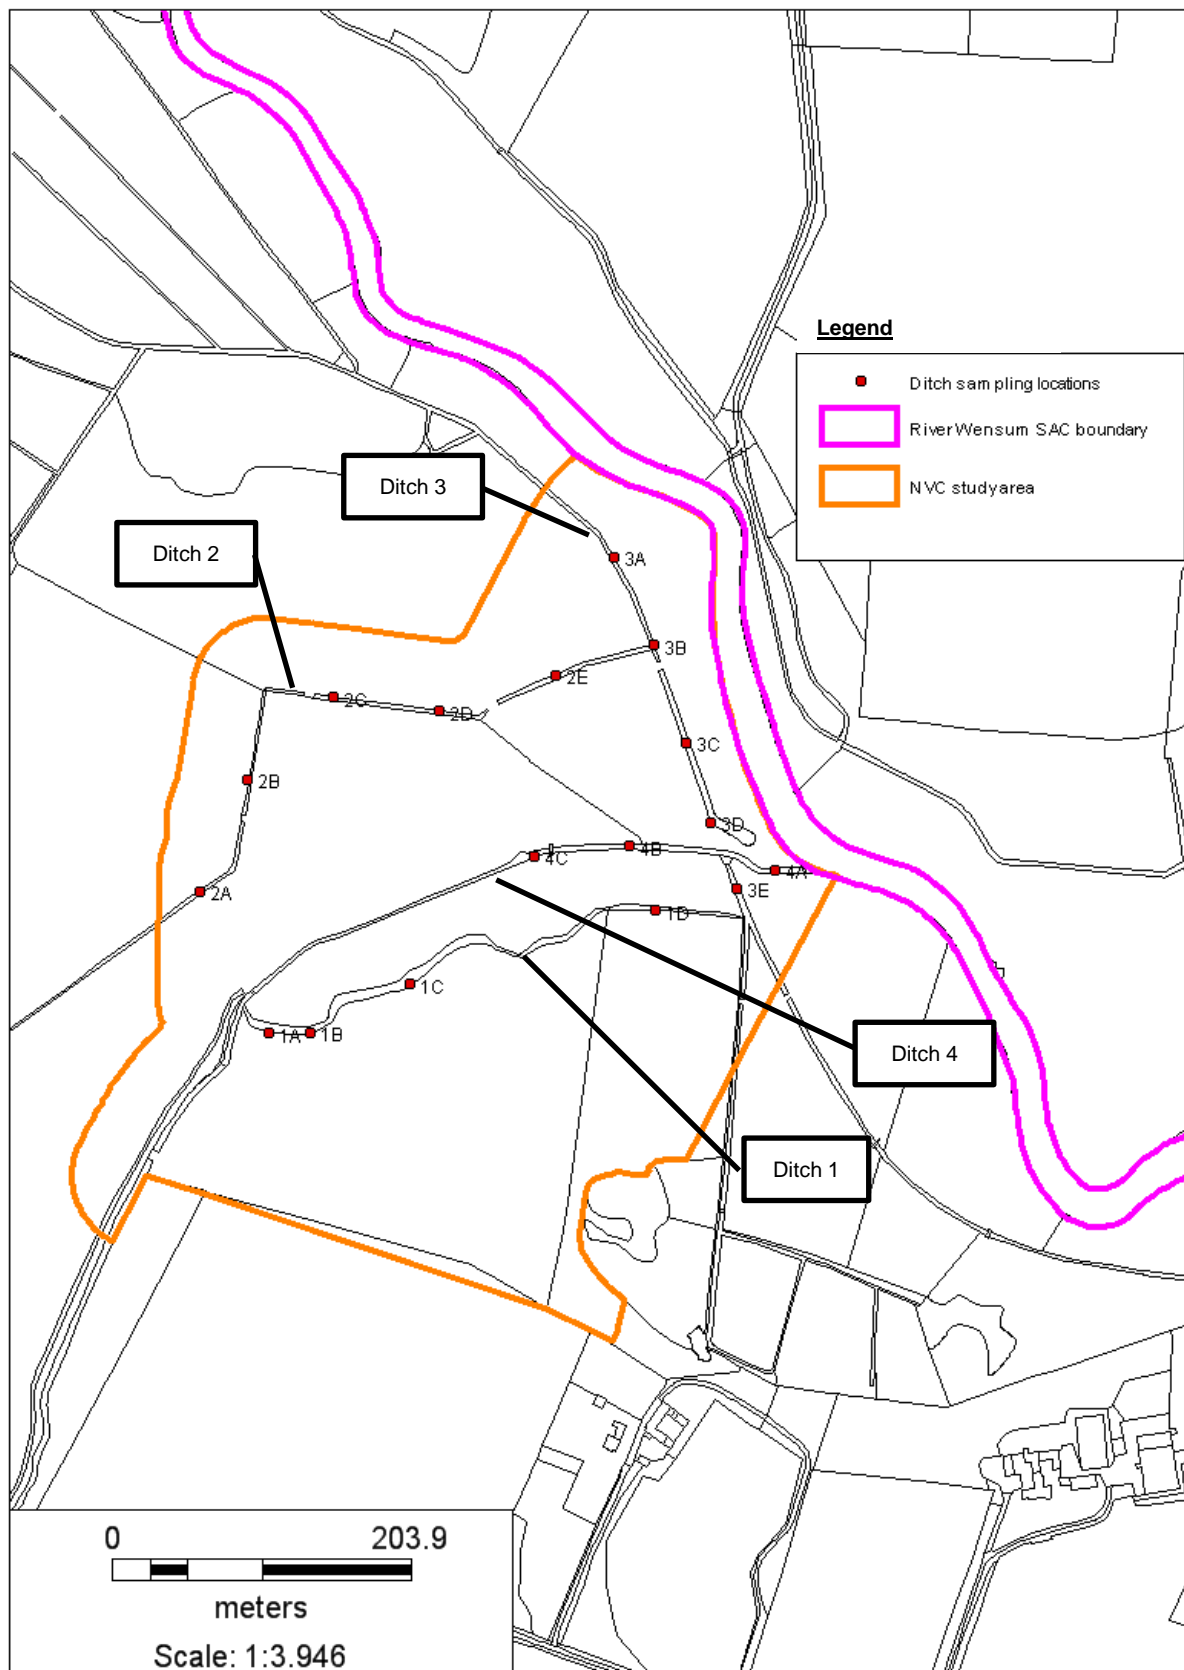 Legend
Ditch sampling locations
River Wensum SAC boundary
NVC study area
Ditch 3
Ditch 2
3A
3B
2E
2C
2D
3C
2B
3D
4B
4C
4A
2A
3E
1D
1C
1A
1B
Ditch 4
Ditch 1
0 203.9
meters
Scale: 1:3.946